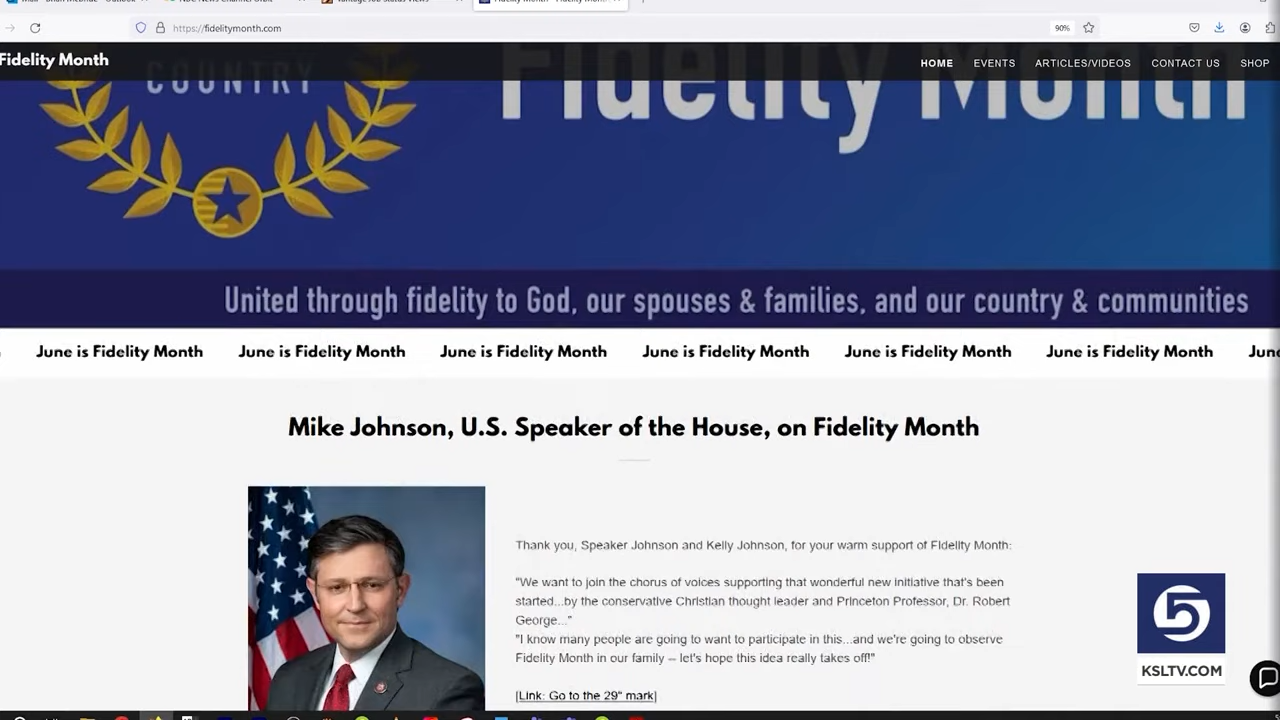 https://fidelitymonth.com
90%
Fidelity Month
HOME
EVENTS
ARTICLES/VIDEOS
CONTACT US
SHOP
COUNTRY
Fidelity Month
United through fidelity to God, our spouses & families, and our country & communities
June is Fidelity Month June is Fidelity Month June is Fidelity Month June is Fidelity Month June is Fidelity Month June is Fidelity Month
Mike Johnson, U.S. Speaker of the House, on Fidelity Month
Thank you, Speaker Johnson and Kelly Johnson, for your warm support of FIdelity Month:
"We want to join the chorus of voices supporting that wonderful new initiative that's been
started...by the conservative Christian thought leader and Princeton Professor, Dr. Robert
George..."
"I know many people are going to want to participate in this...and we're going to observe
Fidelity Month in our family – let's hope this idea really takes off!"
[Link: Go to the 29" mark]
5
KSLTV.COM